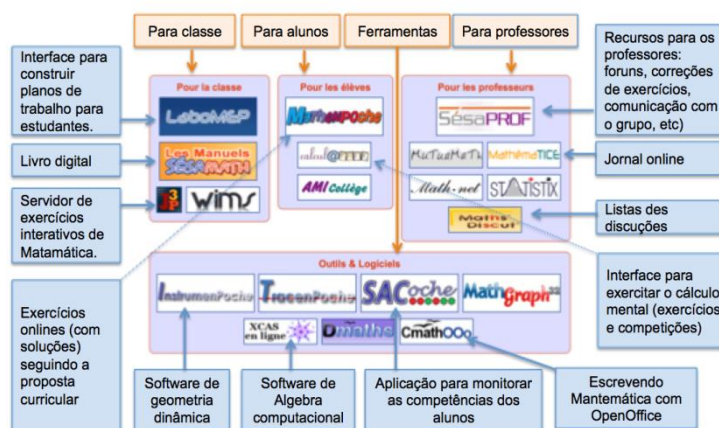 Para classe
Para alunos
Ferramentas
Para professores
Interface para
construir
planos de
trabalho para
estudantes.
Livro digital
Servidor de
exercícios
interativos de
Matamática.
Exercícios
onlines (com
soluções)
seguindo a
proposta
curricular
Pour la classe
LaboMEP
Les Manuels
Sésamath
J3P
WIMS
Pour les élèves
MathenPoche
calcul@TICE
AMI Collège
Pour les professeurs
SésaPROF
MuTuaMaTh
MathémaTICE
Math-net
STATISTIX
Maths
Discut
Outils & Logiciels
InstrumenPoche
TracenPoche
SACoche
MathGraph32
XCAS
en ligne
Dmaths
CmathOOo
Recursos para os
professores:
foruns, correções
de exercícios,
comunicação com
o grupo, etc)
Jornal online
Listas des
discuções
Interface para
exercitar o cálculo
mental (exercícios
e competições)
Software de
geometria
dinâmica
Software de
Algebra
computacional
Aplicação para monitorar
as competências dos
alunos
Escrevendo
Mantemática com
OpenOffice